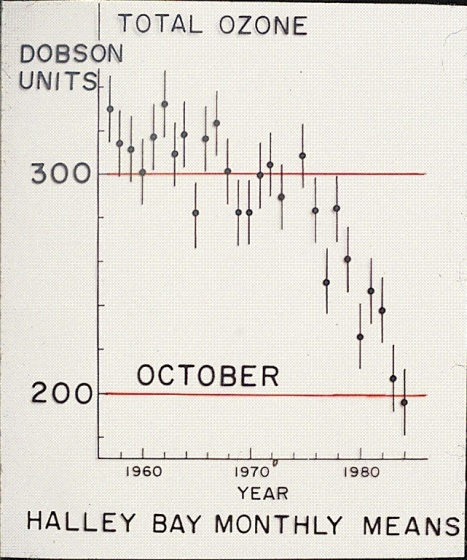 TOTAL OZONE
DOBSON
UNITS
300
OCTOBER
200
1960 1970 1980
YEAR
HALLEY BAY MONTHLY MEANS